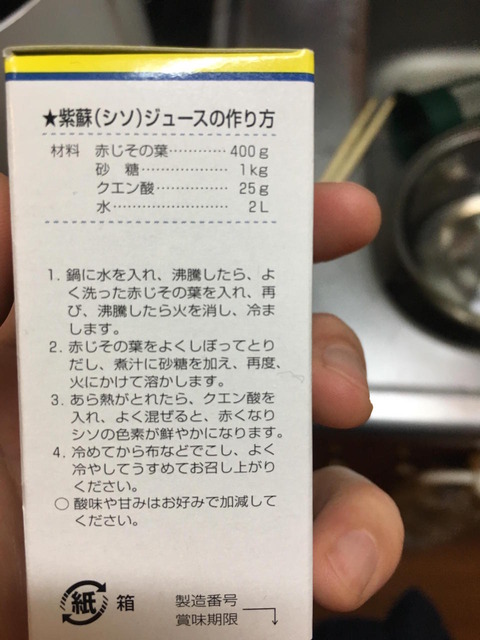 ★紫蘇(シソ)ジュースの作り方
材料 赤じその葉…………400g
砂 糖………………1kg
クエン酸……………25g
水……………………2L
1. 鍋に水を入れ、沸騰したら、よ
く洗った赤じその葉を入れ、再
び、沸騰したら火を消し、冷ま
します。
2. 赤じその葉をよくしぼってとり
だし、煮汁に砂糖を加え、再度、
火にかけて溶かします。
3. あら熱がとれたら、クエン酸を
入れ、よく混ぜると、赤くなり
シソの色素が鮮やかになります。
4. 冷めてから布などでこし、よく
冷やしてうすめてお召し上がり
ください。
○ 酸味や甘みはお好みで加減して
ください。
紙 箱 製造番号
賞味期限